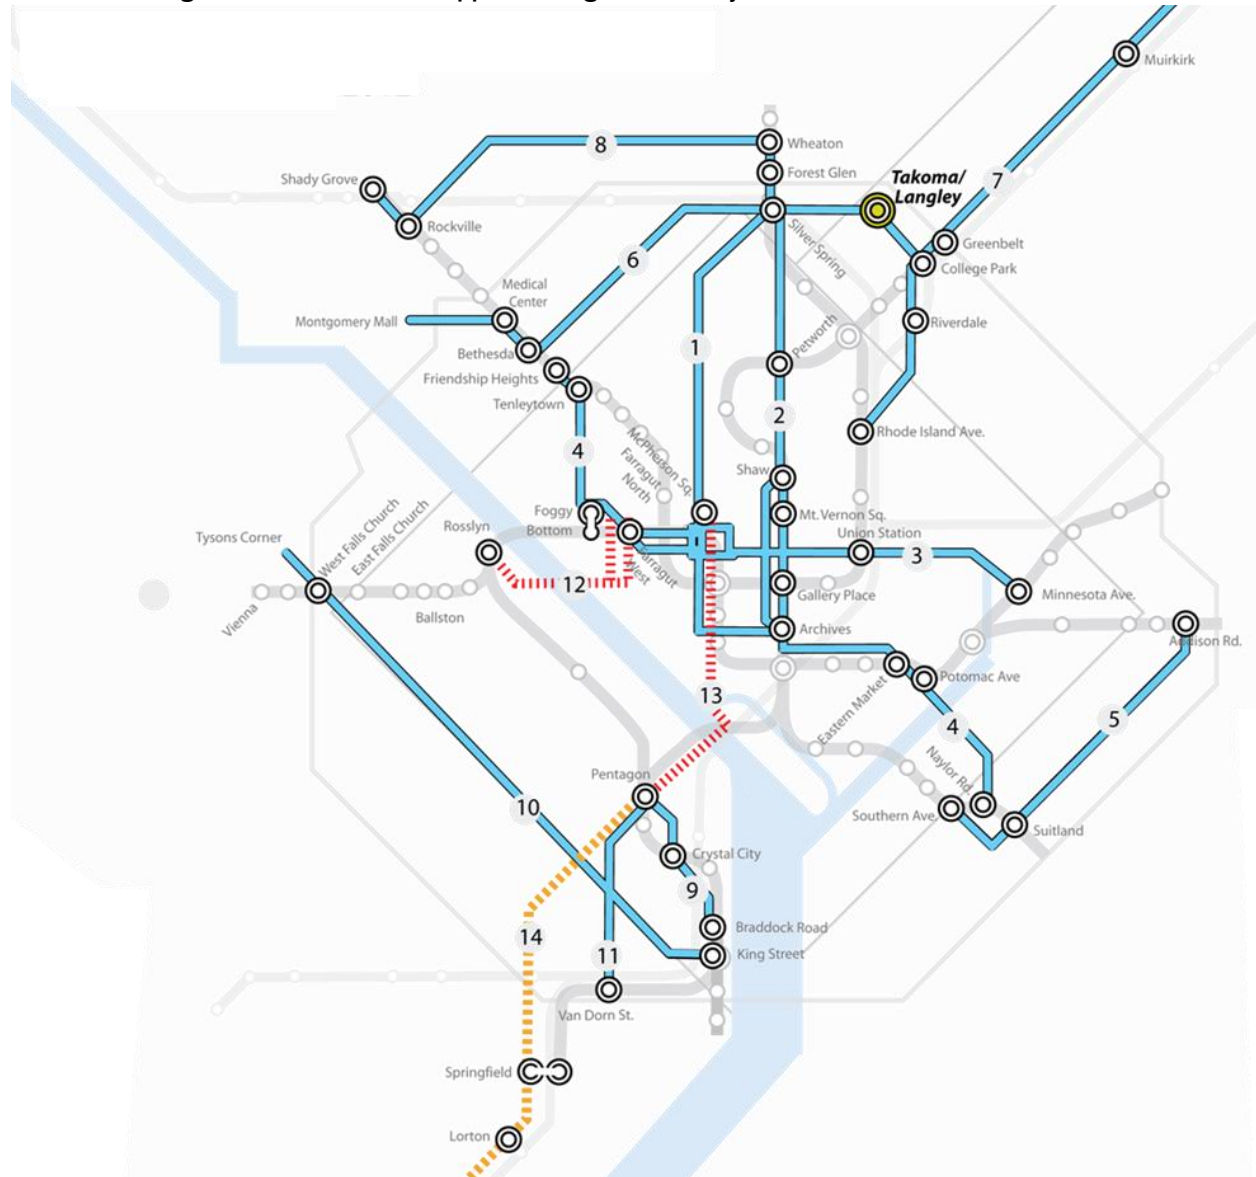 8
Wheaton
Forest Glen
Shady Grove
Takoma/
Langley
7
Muirkirk
Rockville
Silver Spring
Greenbelt
College Park
6
Medical
Center
Montgomery Mall
Bethesda
Friendship Heights
Tenleytown
1
Petworth
Riverdale
2
Rhode Island Ave.
4
McPherson Sq.
Farragut
North
Shaw
Mt. Vernon Sq.
Union Station
3
Foggy
Bottom
Rosslyn
Farragut
West
12
Tysons Corner
West Falls Church
East Falls Church
Vienna
Ballston
Gallery Place
Minnesota Ave.
Archives
Addison Rd.
13
Eastern Market
Potomac Ave
4
5
Naylor Rd.
Southern Ave.
Suitland
Pentagon
10
Crystal City
9
Braddock Road
King Street
14
11
Van Dorn St.
Springfield
Lorton